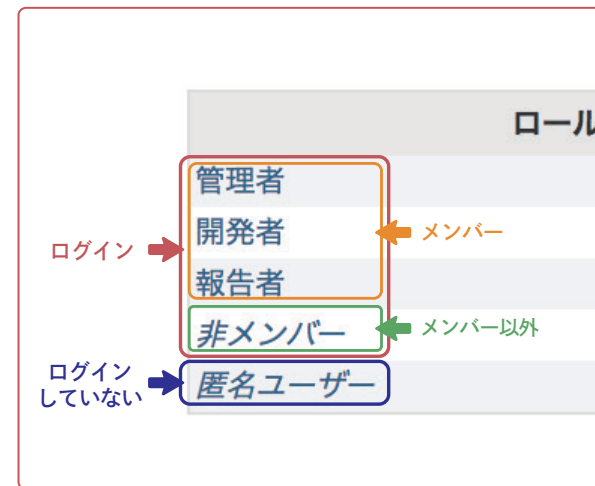 ロール
管理者
開発者
報告者
非メンバー
匿名ユーザー
ログイン
メンバー
メンバー以外
ログイン
していない